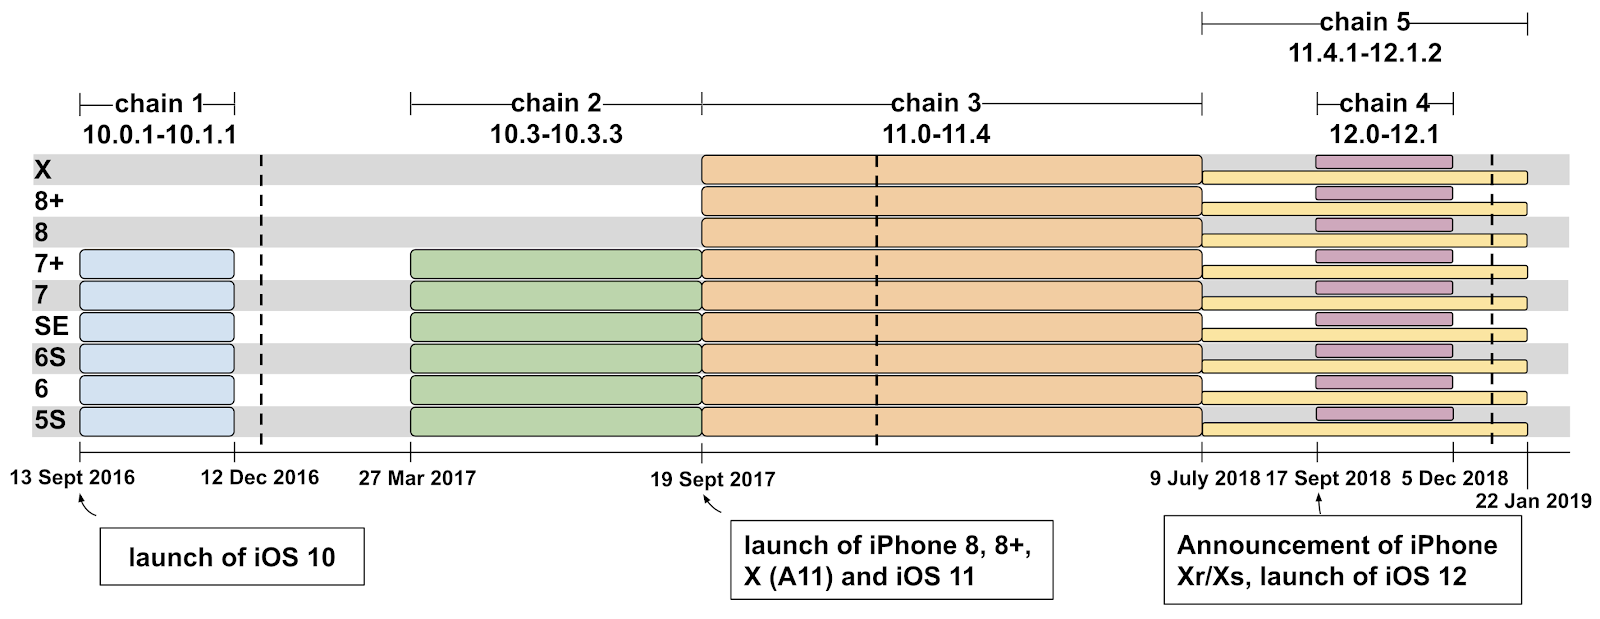 chain 5
11.4.1-12.1.2
chain 1
chain 2
chain 3
chain 4
10.0.1-10.1.1
10.3-10.3.3
11.0-11.4
12.0-12.1
X
8+
8
7+
7
SE
6S
6
5S
13 Sept 2016
12 Dec 2016
27 Mar 2017
19 Sept 2017
9 July 2018
17 Sept 2018
5 Dec 2018
22 Jan 2019
launch of iOS 10
launch of iPhone 8, 8+,
X (A11) and iOS 11
Announcement of iPhone
Xr/Xs, launch of iOS 12